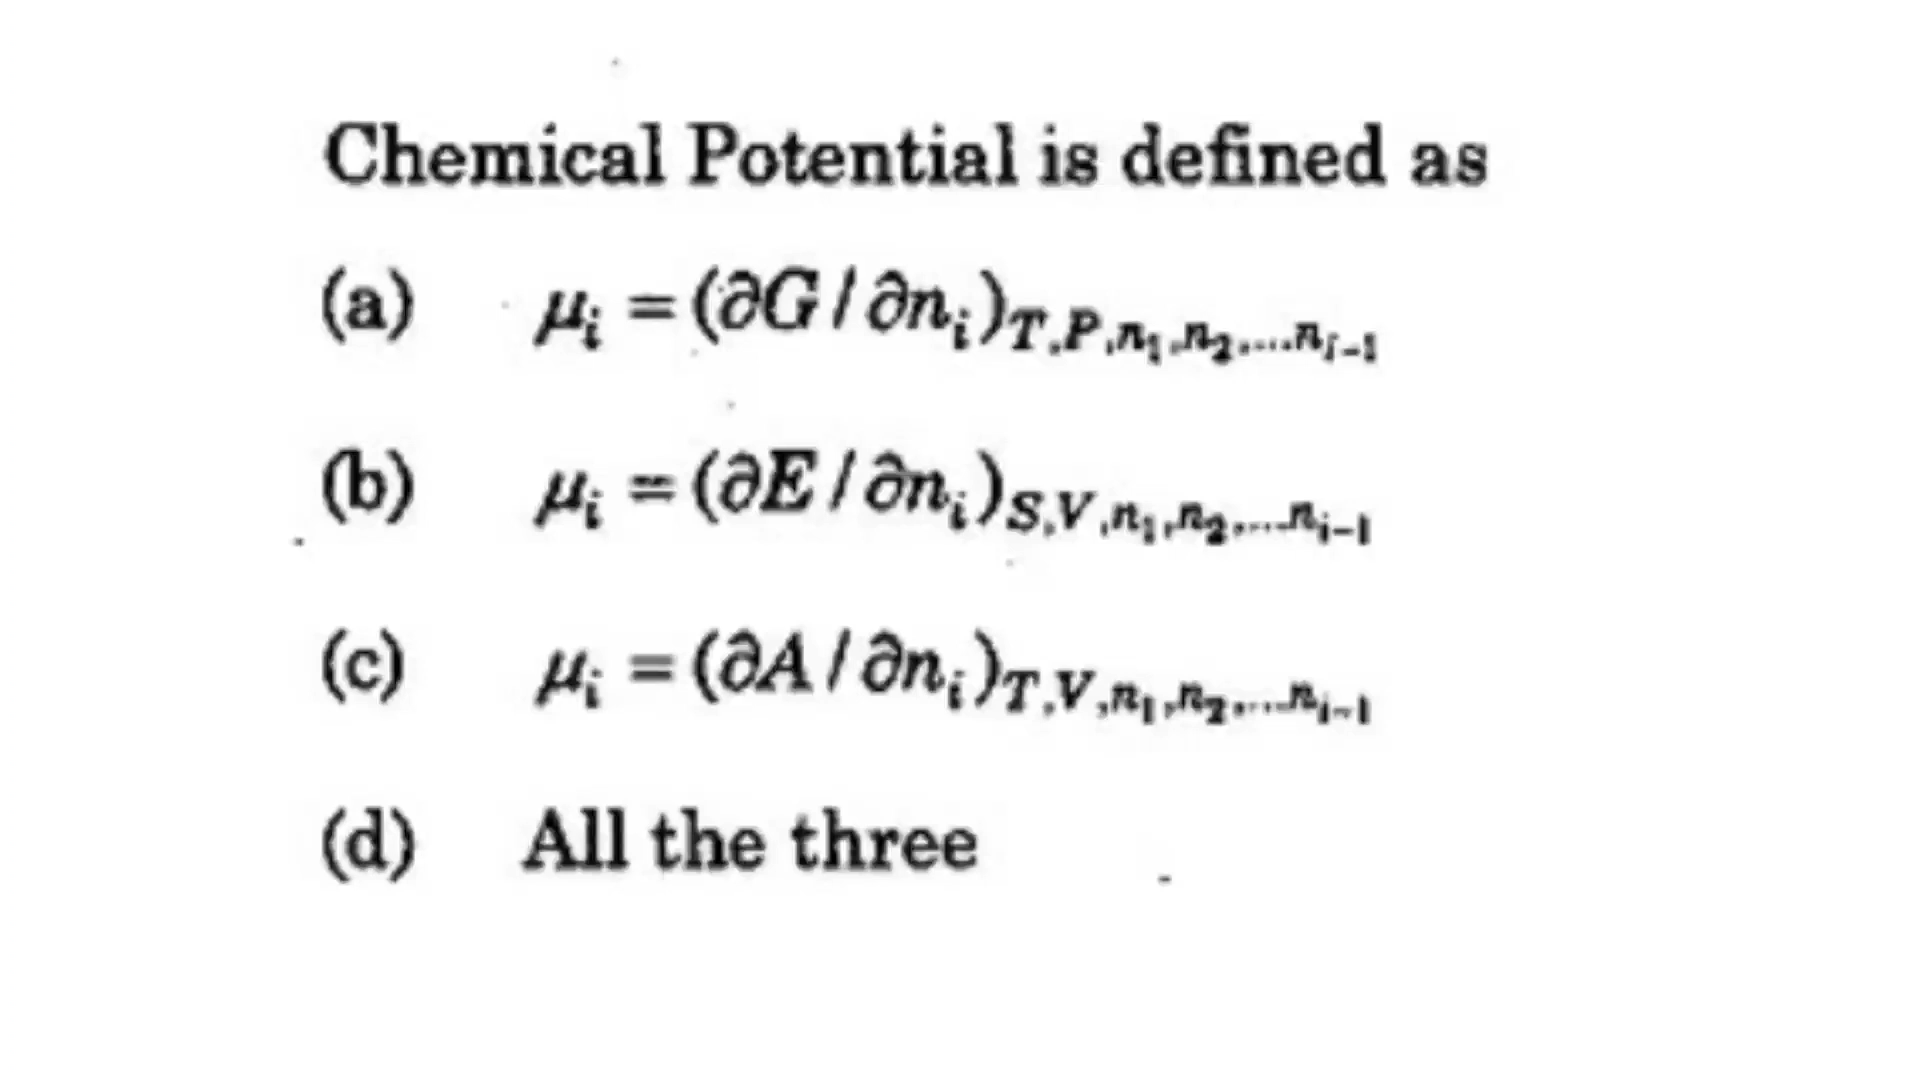 Chemical Potential is defined as
(a) μᵢ = (∂G / ∂nᵢ)_{T,P,n₁,n₂,...nᵢ₋₁}
(b) μᵢ = (∂E / ∂nᵢ)_{S,V,n₁,n₂,...nᵢ₋₁}
(c) μᵢ = (∂A / ∂nᵢ)_{T,V,n₁,n₂,...nᵢ₋₁}
(d) All the three